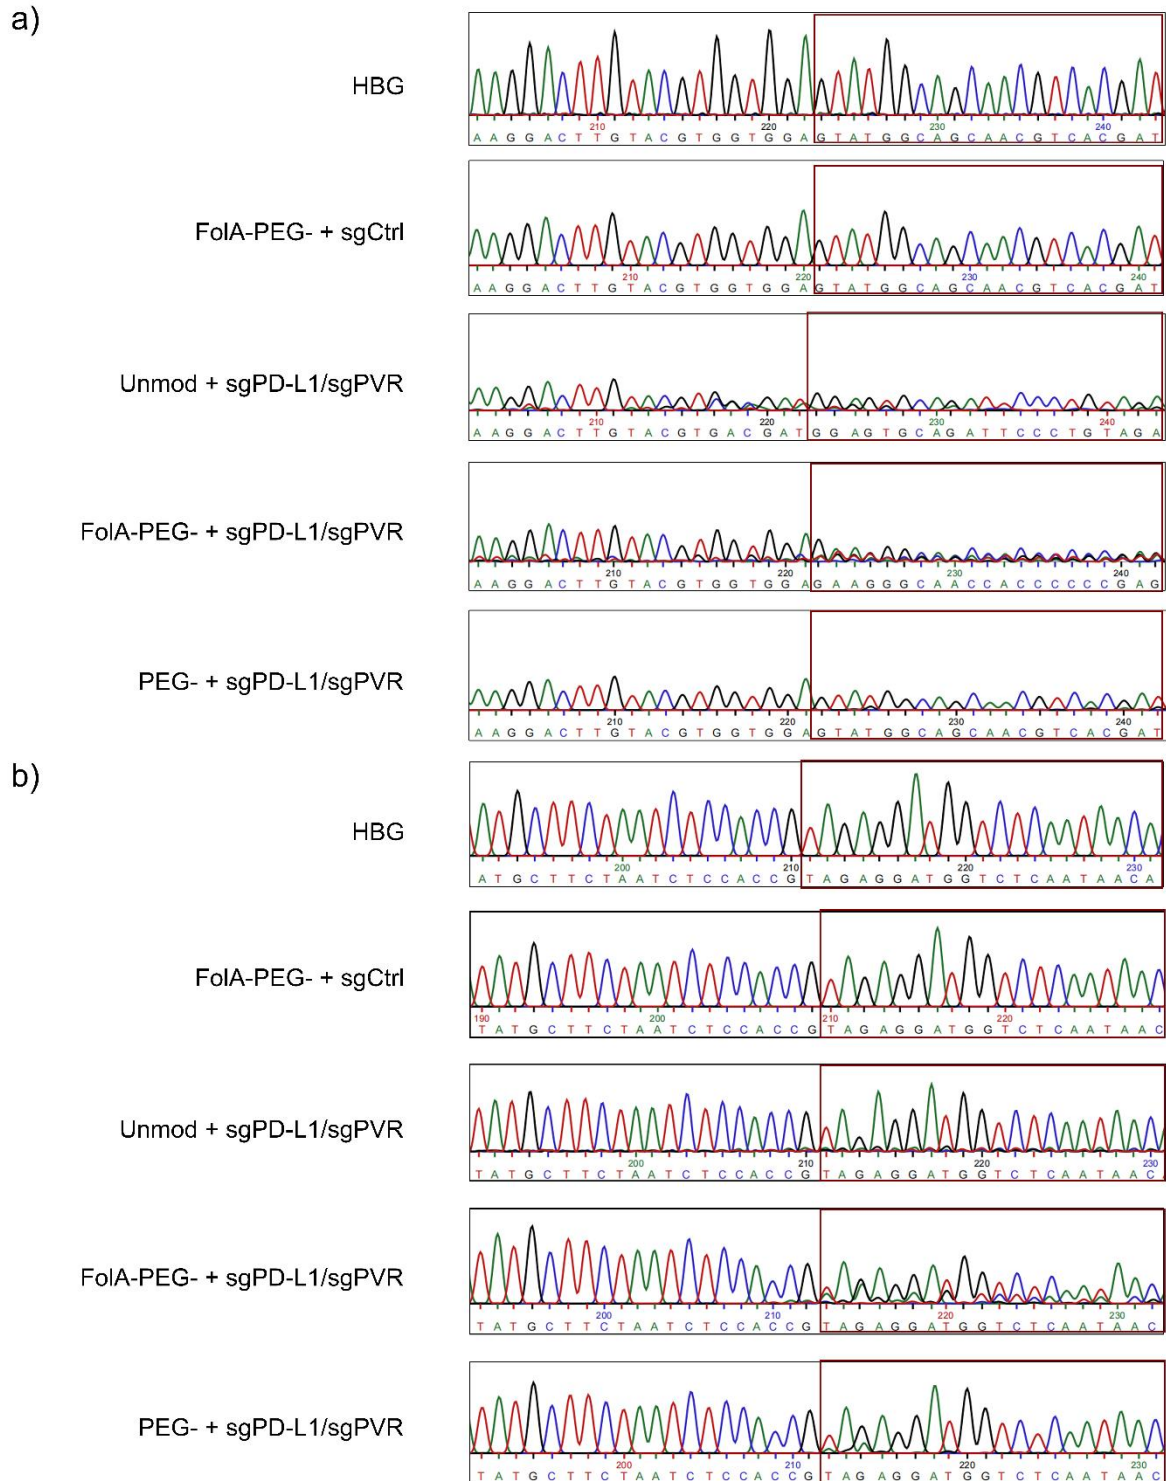 a)
HBG
210 220 230 240
A A G G A C T T G T A C G T G G T G G A G T A T G G C A G C A A C G T C A C G A T
FolA-PEG- + sgCtrl
210 220 230 240
A A G G A C T T G T A C G T G G T G G A G T A T G G C A G C A A C G T C A C G A T
Unmod + sgPD-L1/sgPVR
210 220 230 240
A A G G A C T T G T A C G T G A C G A T G G A G T G C A G A T T C C C T G T A G A
FolA-PEG- + sgPD-L1/sgPVR
210 220 230 240
A A G G A C T T G T A C G T G G T G G A G A A G G G C A A C C A C C C C C C G A G
PEG- + sgPD-L1/sgPVR
210 220 230 240
A A G G A C T T G T A C G T G G T G G A G T A T G G C A G C A A C G T C A C G A T
b)
HBG
200 210 220 230
A T G C T T C T A A T C T C C A C C G T A G A G G A T G G T C T C A A T A A C A
FolA-PEG- + sgCtrl
190 200 210 220
T A T G C T T C T A A T C T C C A C C G T A G A G G A T G G T C T C A A T A A C
Unmod + sgPD-L1/sgPVR
200 210 220 230
T A T G C T T C T A A T C T C C A C C G T A G A G G A T G G T C T C A A T A A C
FolA-PEG- + sgPD-L1/sgPVR
200 210 220 230
T A T G C T T C T A A T C T C C A C C G T A G A G G A T G G T C T C A A T A A C
PEG- + sgPD-L1/sgPVR
200 210 220 230
T A T G C T T C T A A T C T C C A C C G T A G A G G A T G G T C T C A A T A A C